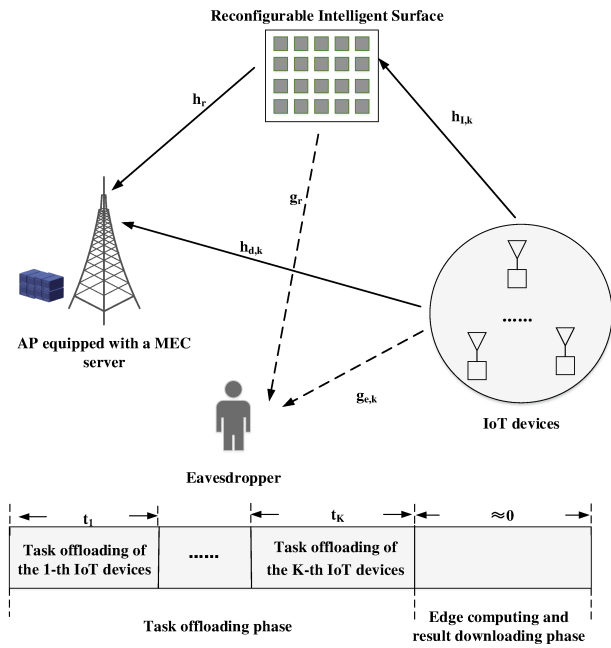 Reconfigurable Intelligent Surface
h_r
h_{I,k}
g_r
h_{d,k}
AP equipped with a MEC
server
g_{e,k}
IoT devices
......
Eavesdropper
t_1
t_K
≈0
Task offloading of
the 1-th IoT devices
......
Task offloading of
the K-th IoT devices
Task offloading phase
Edge computing and
result downloading phase